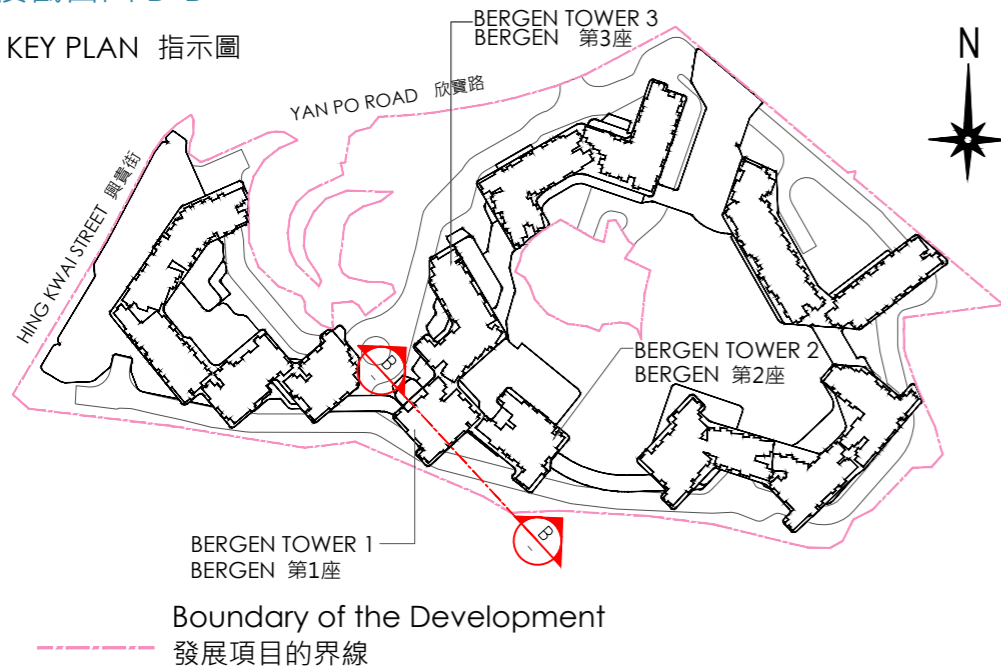 KEY PLAN 指示圖
BERGEN TOWER 3
BERGEN 第3座
N
YAN PO ROAD 欣寶路
HING KWAI STREET 興貴街
B
BERGEN TOWER 2
BERGEN 第2座
B
BERGEN TOWER 1
BERGEN 第1座
Boundary of the Development
發展項目的界線